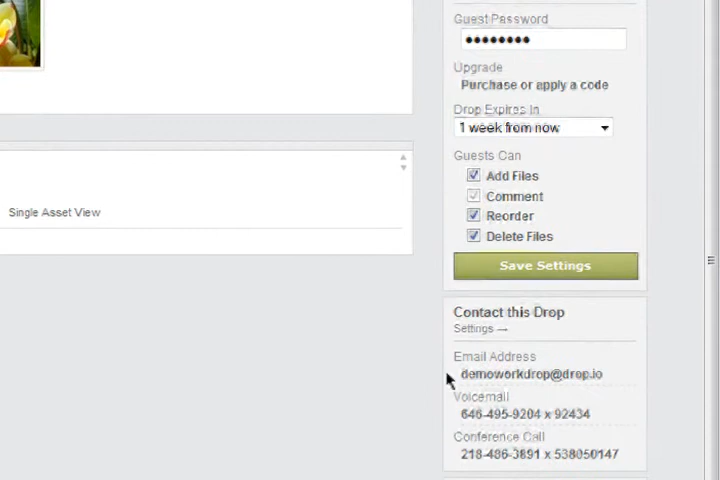 Guest Password
Upgrade
Purchase or apply a code
Drop Expires In
1 week from now
Guests Can
Add Files
Comment
Reorder
Delete Files
Save Settings
Single Asset View
Contact this Drop
Settings —
Email Address
demoworkdrop@drop.io
Voicemail
646-495-9204 x 92434
Conference Call
218-486-3891 x 538050147